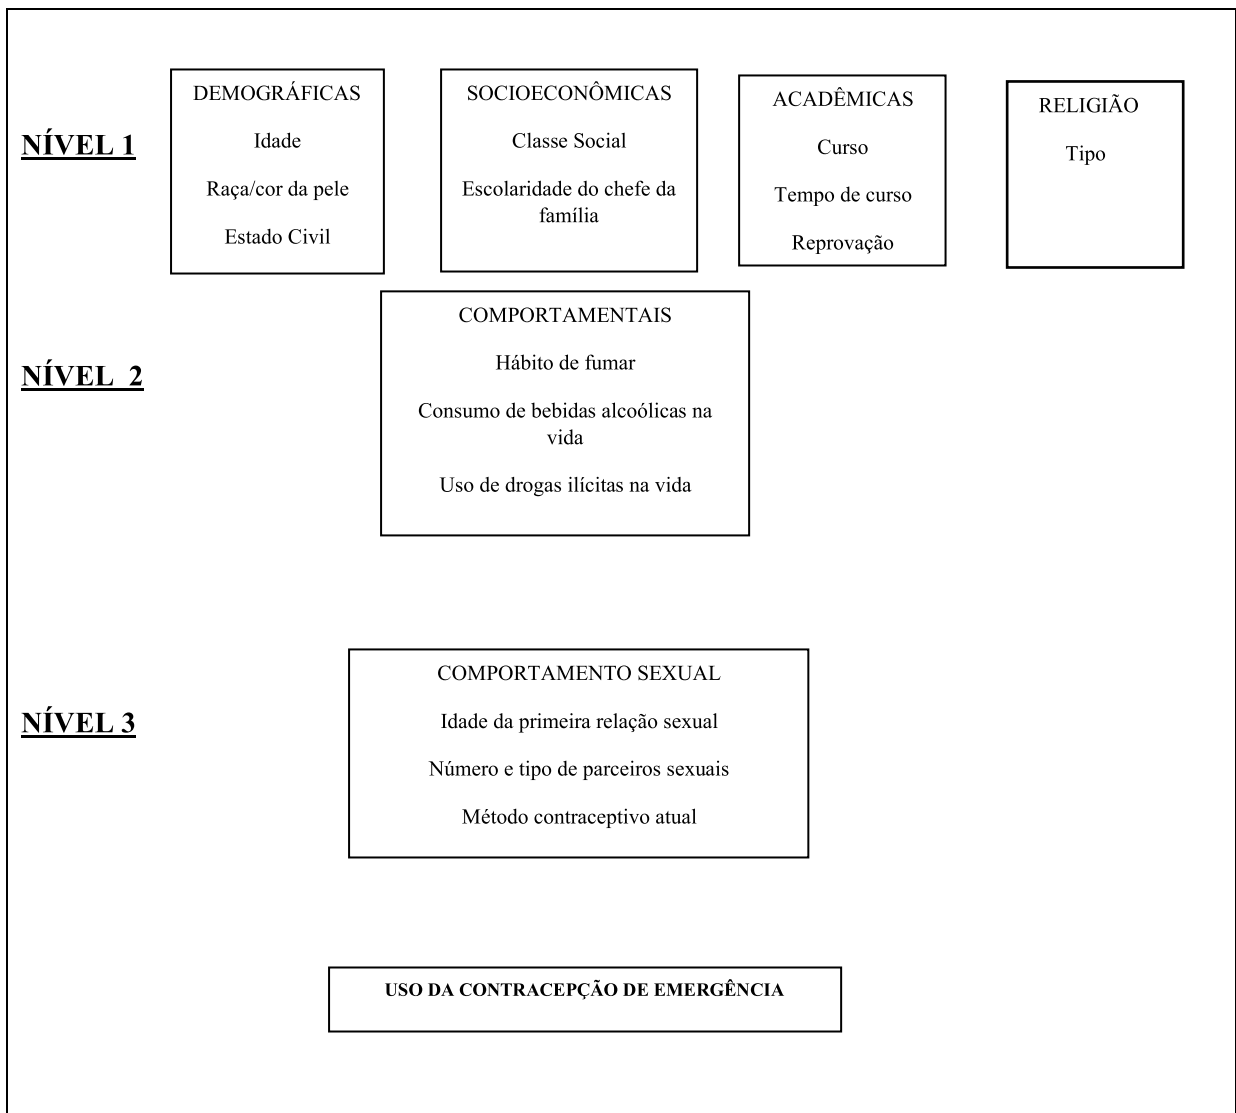 NÍVEL 1
DEMOGRÁFICAS
Idade
Raça/cor da pele
Estado Civil
SOCIOECONÔMICAS
Classe Social
Escolaridade do chefe da
família
ACADÊMICAS
Curso
Tempo de curso
Reprovação
RELIGIÃO
Tipo
NÍVEL 2
COMPORTAMENTAIS
Hábito de fumar
Consumo de bebidas alcoólicas na
vida
Uso de drogas ilícitas na vida
NÍVEL 3
COMPORTAMENTO SEXUAL
Idade da primeira relação sexual
Número e tipo de parceiros sexuais
Método contraceptivo atual
USO DA CONTRACEPÇÃO DE EMERGÊNCIA